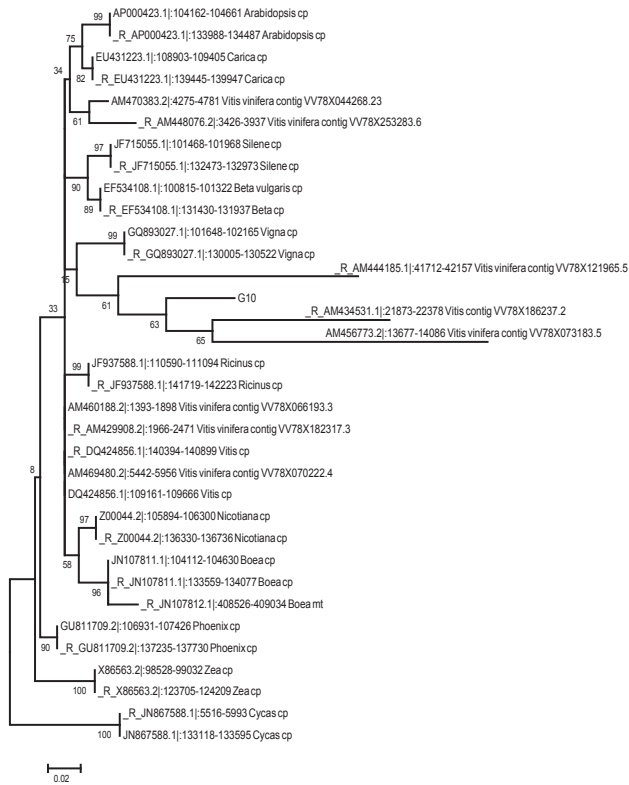 99
AP000423.1|:104162-104661 Arabidopsis cp
_R_AP000423.1|:133988-134487 Arabidopsis cp
75
EU431223.1|:108903-109405 Carica cp
82
_R_EU431223.1|:139445-139947 Carica cp
34
AM470383.2|:4275-4781 Vitis vinifera contig VV78X044268.23
61
_R_AM448076.2|:3426-3937 Vitis vinifera contig VV78X253283.6
97
JF715055.1|:101468-101968 Silene cp
_R_JF715055.1|:132473-132973 Silene cp
90
EF534108.1|:100815-101322 Beta vulgaris cp
89
_R_EF534108.1|:131430-131937 Beta cp
99
GQ893027.1|:101648-102165 Vigna cp
_R_GQ893027.1|:130005-130522 Vigna cp
15
_R_AM444185.1|:41712-42157 Vitis vinifera contig VV78X121965.5
61
G10
63
_R_AM434531.1|:21873-22378 Vitis contig VV78X186237.2
65
AM456773.2|:13677-14086 Vitis vinifera contig VV78X073183.5
33
99
JF937588.1|:110590-111094 Ricinus cp
_R_JF937588.1|:141719-142223 Ricinus cp
AM460188.2|:1393-1898 Vitis vinifera contig VV78X066193.3
_R_AM429908.2|:1966-2471 Vitis vinifera contig VV78X182317.3
_R_DQ424856.1|:140394-140899 Vitis cp
AM469480.2|:5442-5956 Vitis vinifera contig VV78X070222.4
8
DQ424856.1|:109161-109666 Vitis cp
97
Z00044.2|:105894-106300 Nicotiana cp
_R_Z00044.2|:136330-136736 Nicotiana cp
58
JN107811.1|:104112-104630 Boea cp
_R_JN107811.1|:133559-134077 Boea cp
96
_R_JN107812.1|:408526-409034 Boea mt
GU811709.2|:106931-107426 Phoenix cp
90
_R_GU811709.2|:137235-137730 Phoenix cp
X86563.2|:98528-99032 Zea cp
100
_R_X86563.2|:123705-124209 Zea cp
_R_JN867588.1|:5516-5993 Cycas cp
100
JN867588.1|:133118-133595 Cycas cp
0.02